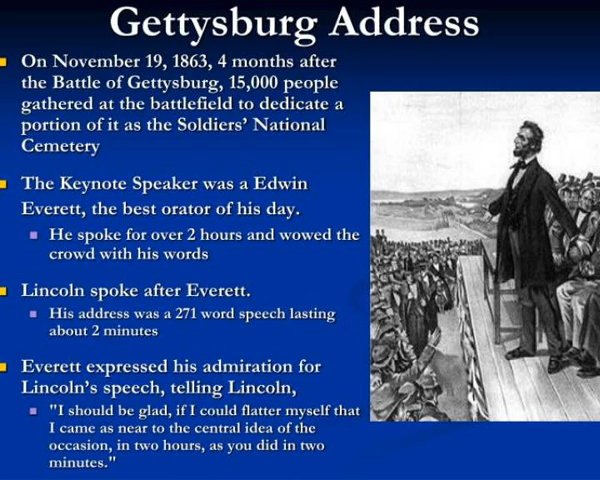 Gettysburg Address
On November 19, 1863, 4 months after
the Battle of Gettysburg, 15,000 people
gathered at the battlefield to dedicate a
portion of it as the Soldiers' National
Cemetery
The Keynote Speaker was a Edwin
Everett, the best orator of his day.
He spoke for over 2 hours and wowed the
crowd with his words
Lincoln spoke after Everett.
His address was a 271 word speech lasting
about 2 minutes
Everett expressed his admiration for
Lincoln's speech, telling Lincoln,
"I should be glad, if I could flatter myself that
I came as near to the central idea of the
occasion, in two hours, as you did in two
minutes."